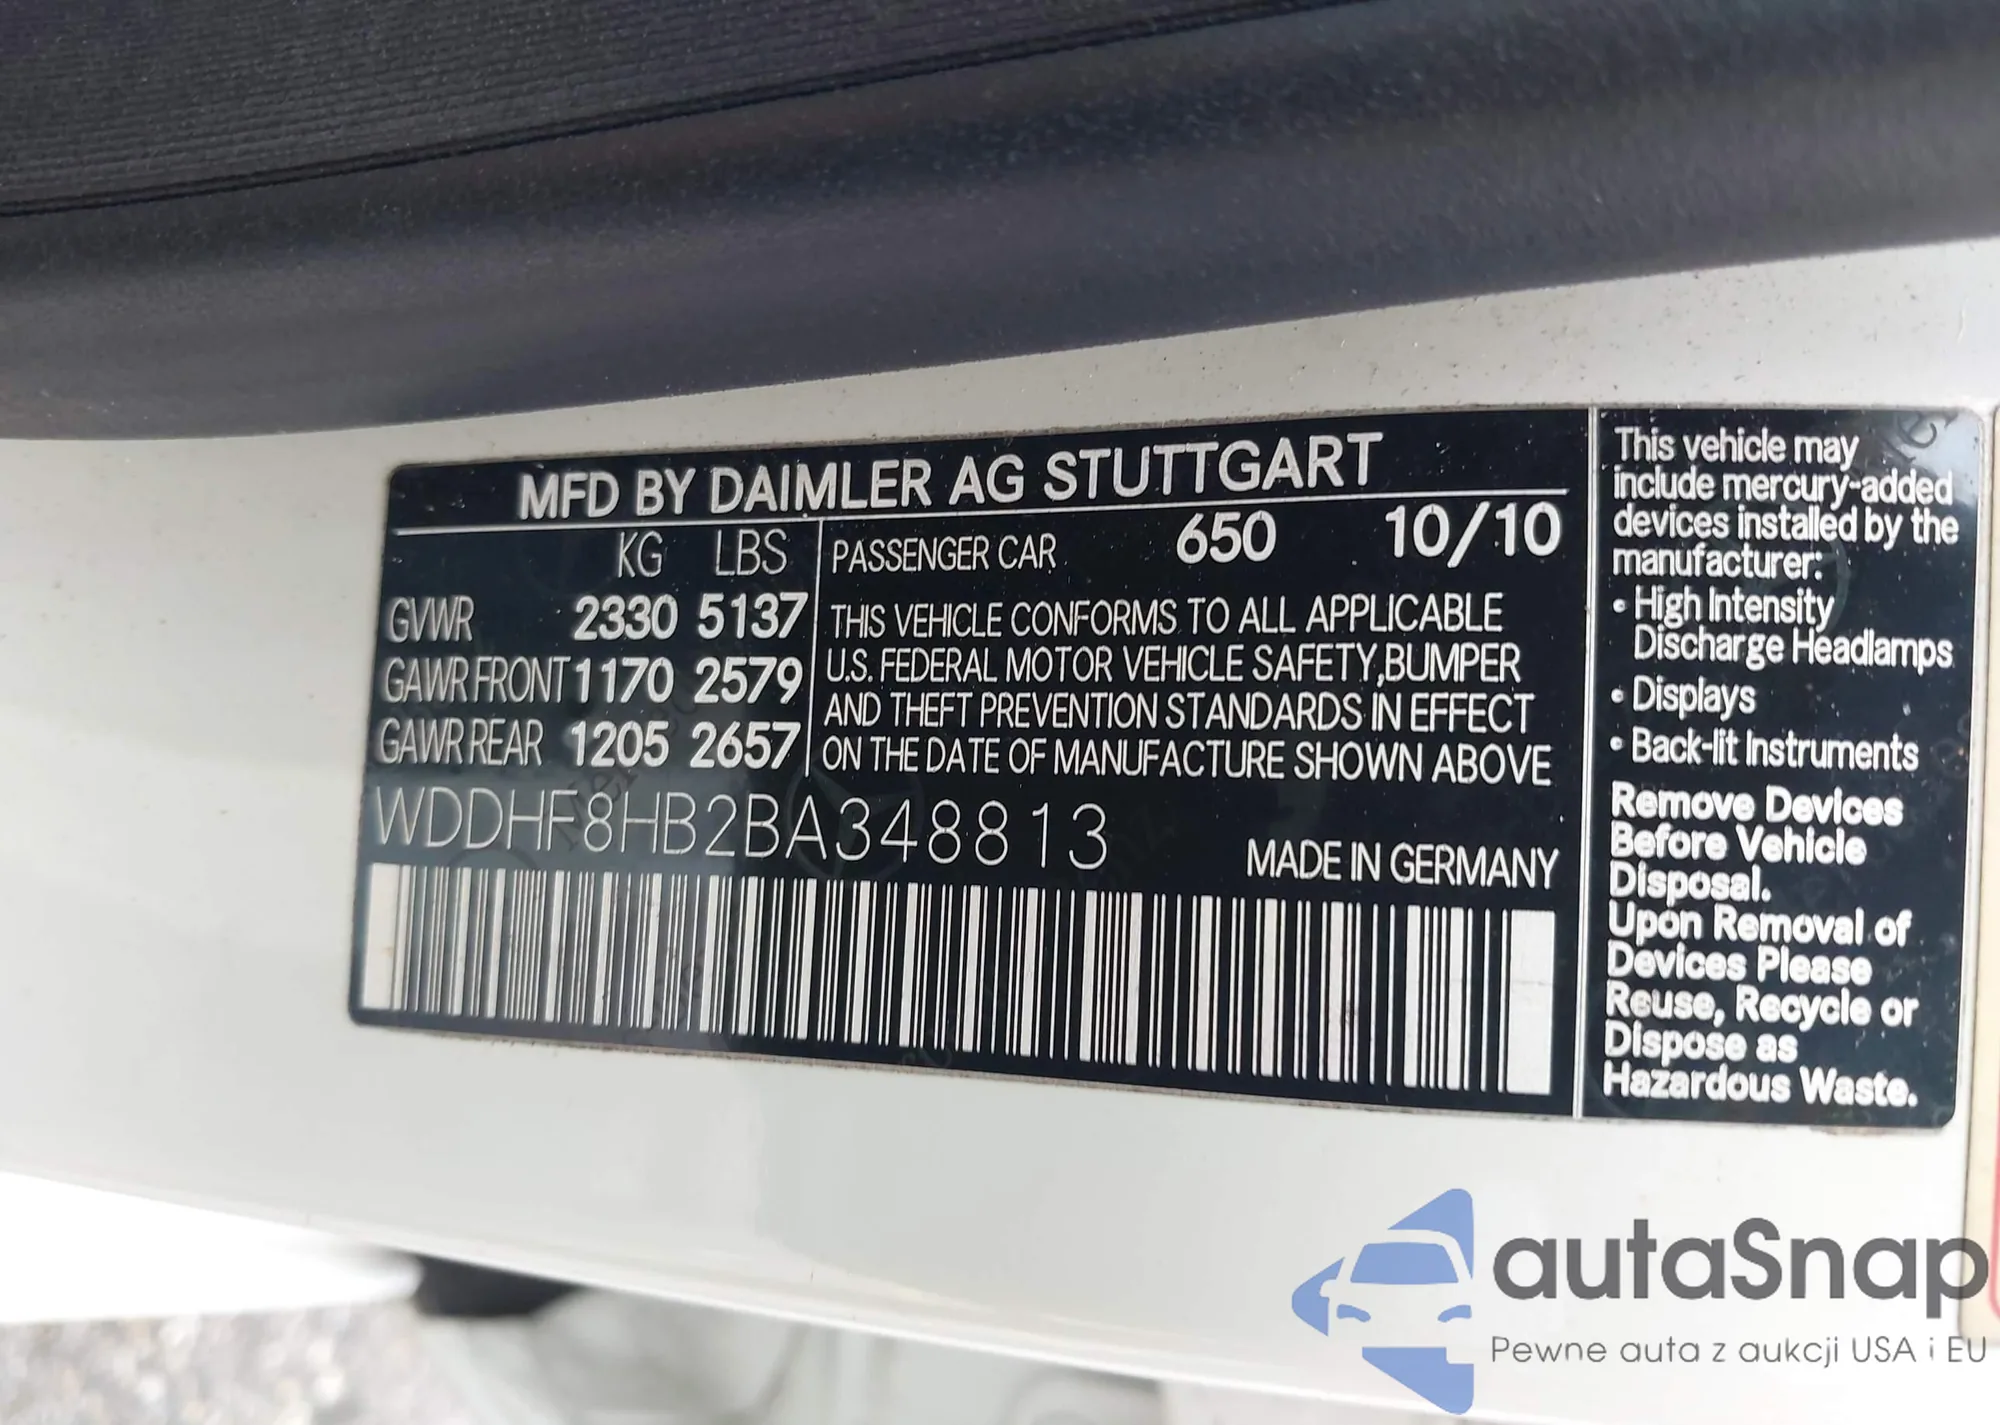 MFD BY DAIMLER AG STUTTGART
KG LBS
GVWR 2330 5137
GAWR FRONT 1170 2579
GAWR REAR 1205 2657
PASSENGER CAR 650 10/10
THIS VEHICLE CONFORMS TO ALL APPLICABLE
U.S. FEDERAL MOTOR VEHICLE SAFETY,BUMPER
AND THEFT PREVENTION STANDARDS IN EFFECT
ON THE DATE OF MANUFACTURE SHOWN ABOVE
WDDHF8HB2BA348813
MADE IN GERMANY
This vehicle may
include mercury-added
devices installed by the
manufacturer:
• High Intensity
Discharge Headlamps
• Displays
• Back-lit Instruments
Remove Devices
Before Vehicle
Disposal.
Upon Removal of
Devices Please
Reuse, Recycle or
Dispose as
Hazardous Waste.
autaSnap
Pewne auta z aukcji USA i EU